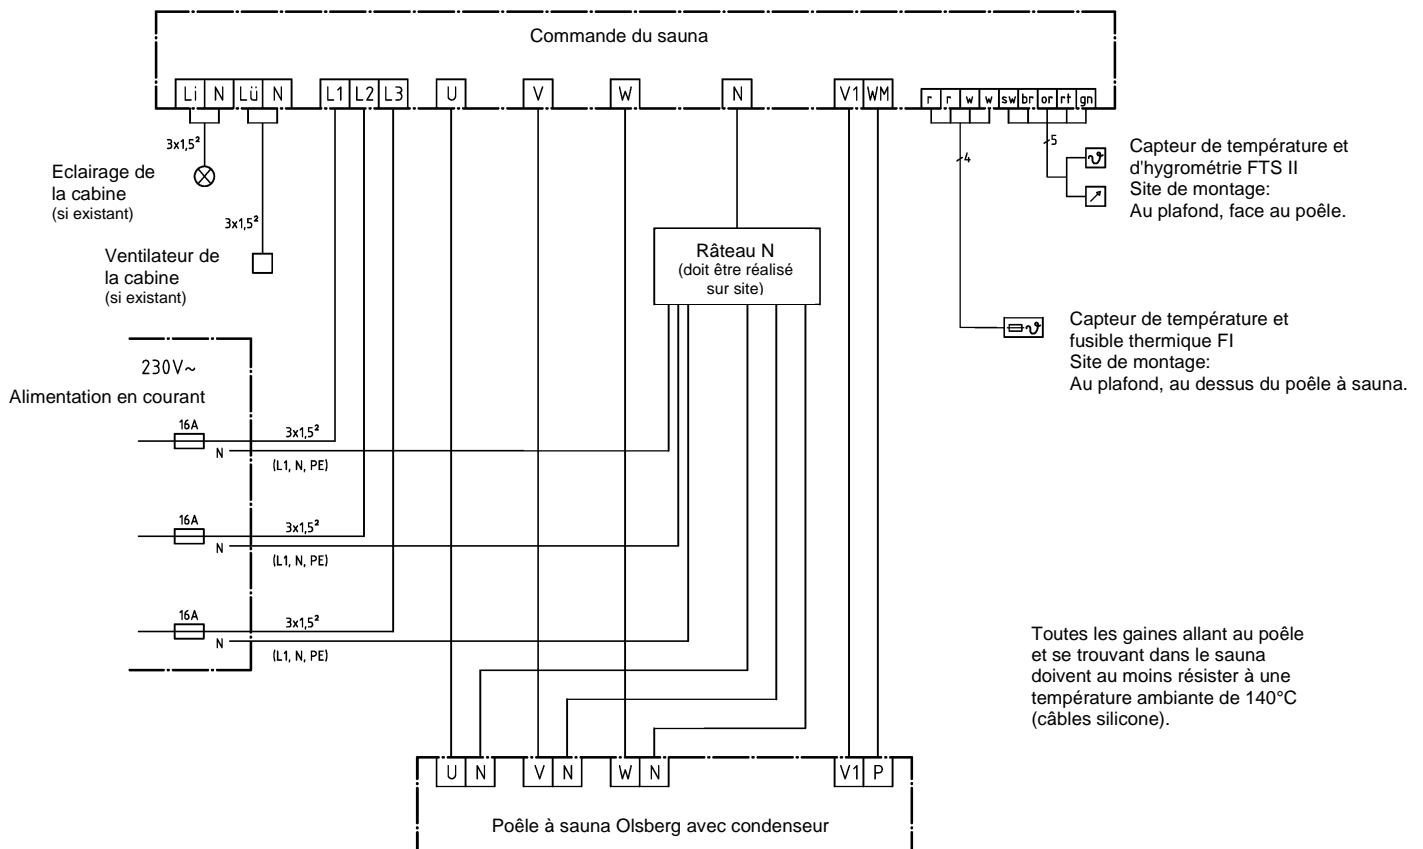 Commande du sauna
Li N Lü N L1 L2 L3 U V W N V1 WM r r w w sw br or rt gn
3x1,5²
Eclairage de
la cabine
(si existant)
3x1,5²
Ventilateur de
la cabine
(si existant)
4
5
Capteur de température et
d'hygrométrie FTS II
Site de montage:
Au plafond, face au poêle.
Râteau N
(doit être réalisé
sur site)
Capteur de température et
fusible thermique FI
Site de montage:
Au plafond, au dessus du poêle à sauna.
230V~
Alimentation en courant
16A
N
3x1,5²
(L1, N, PE)
16A
N
3x1,5²
(L1, N, PE)
16A
N
3x1,5²
(L1, N, PE)
Toutes les gaines allant au poêle
et se trouvant dans le sauna
doivent au moins résister à une
température ambiante de 140°C
(câbles silicone).
U N V N W N V1 P
Poêle à sauna Olsberg avec condenseur